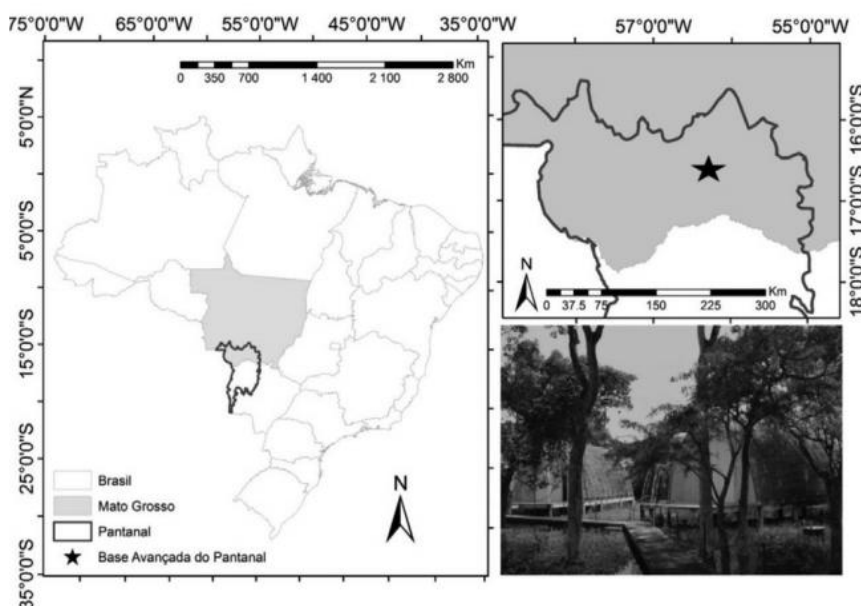 75°0'0"O 65°0'0"O 55°0'0"O 45°0'0"O 35°0'0"O
Km
0 350 700 1 400 2 100 2 800
5°0'0"N
5°0'0"S
15°0'0"S
25°0'0"S
35°0'0"S
N
Brasil
Mato Grosso
Pantanal
Base Avançada do Pantanal
57°0'0"O 55°0'0"O
16°0'0"S
17°0'0"S
18°0'0"S
N
Km
0 37.5 75 150 225 300